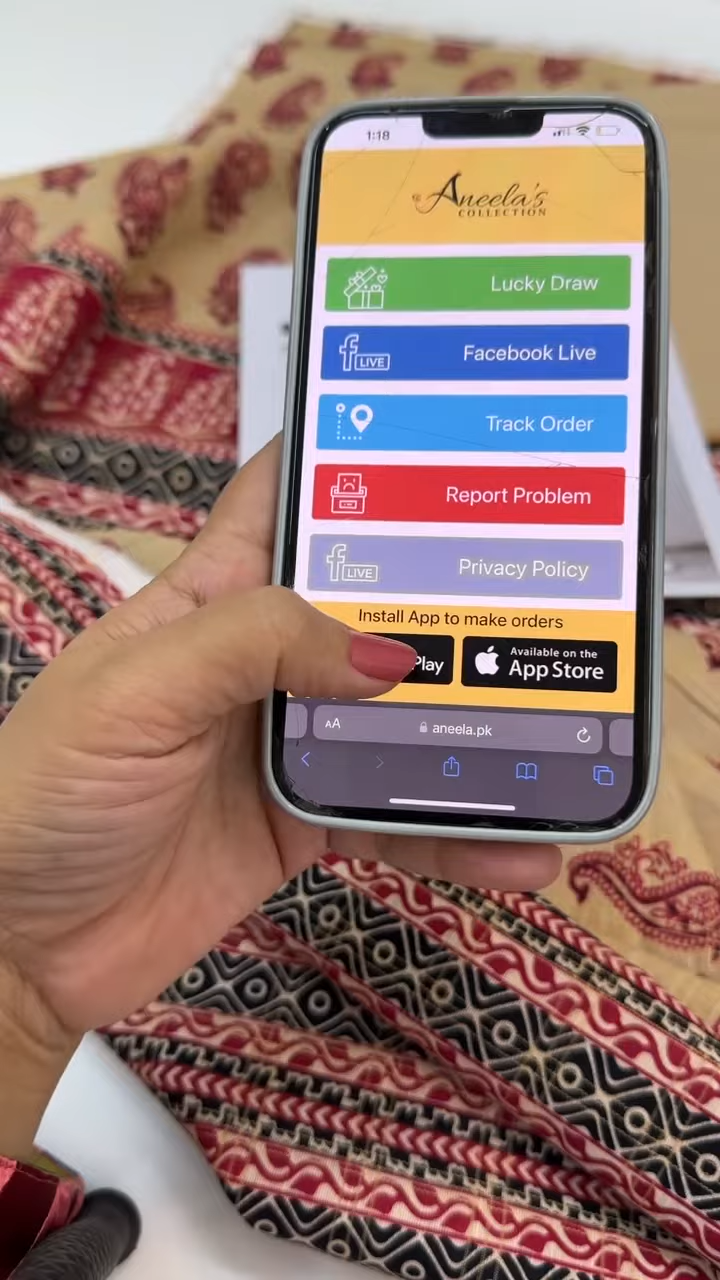 1:18
Aneela's
COLLECTION
Lucky Draw
LIVE
Facebook Live
Track Order
Report Problem
LIVE
Privacy Policy
Install App to make orders
Play
Available on the
App Store
AA
aneela.pk